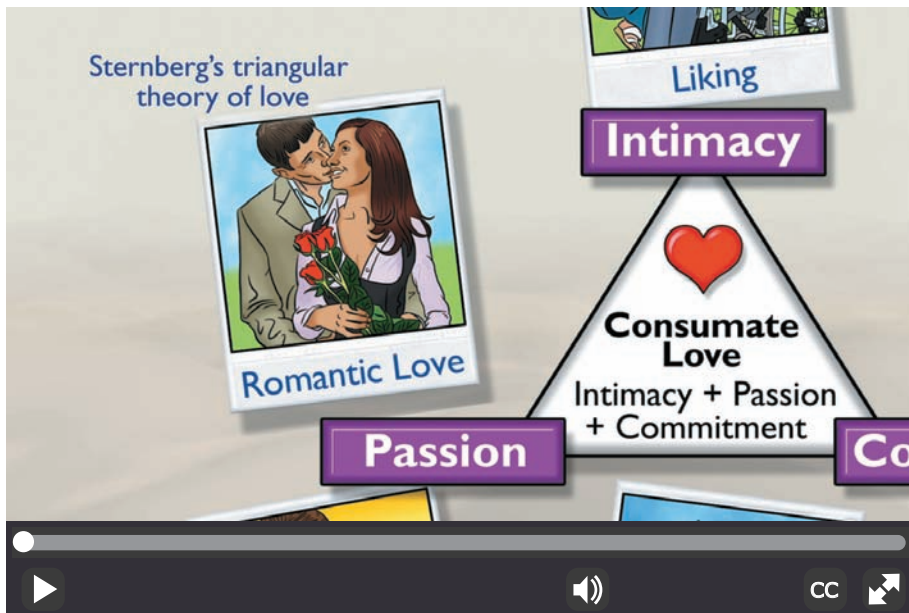 Sternberg's triangular
theory of love
Liking
Intimacy
Romantic Love
Consumate
Love
Intimacy + Passion
+ Commitment
Passion
Co
CC